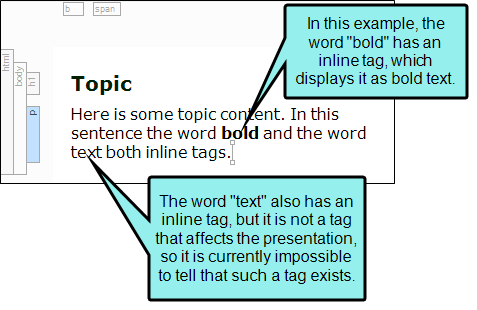 b span
In this example, the
word "bold" has an
inline tag, which
displays it as bold text.
html
body
h1
p
Topic
Here is some topic content. In this
sentence the word bold and the word
text both inline tags.
The word "text" also has an
inline tag, but it is not a tag
that affects the presentation,
so it is currently impossible
to tell that such a tag exists.